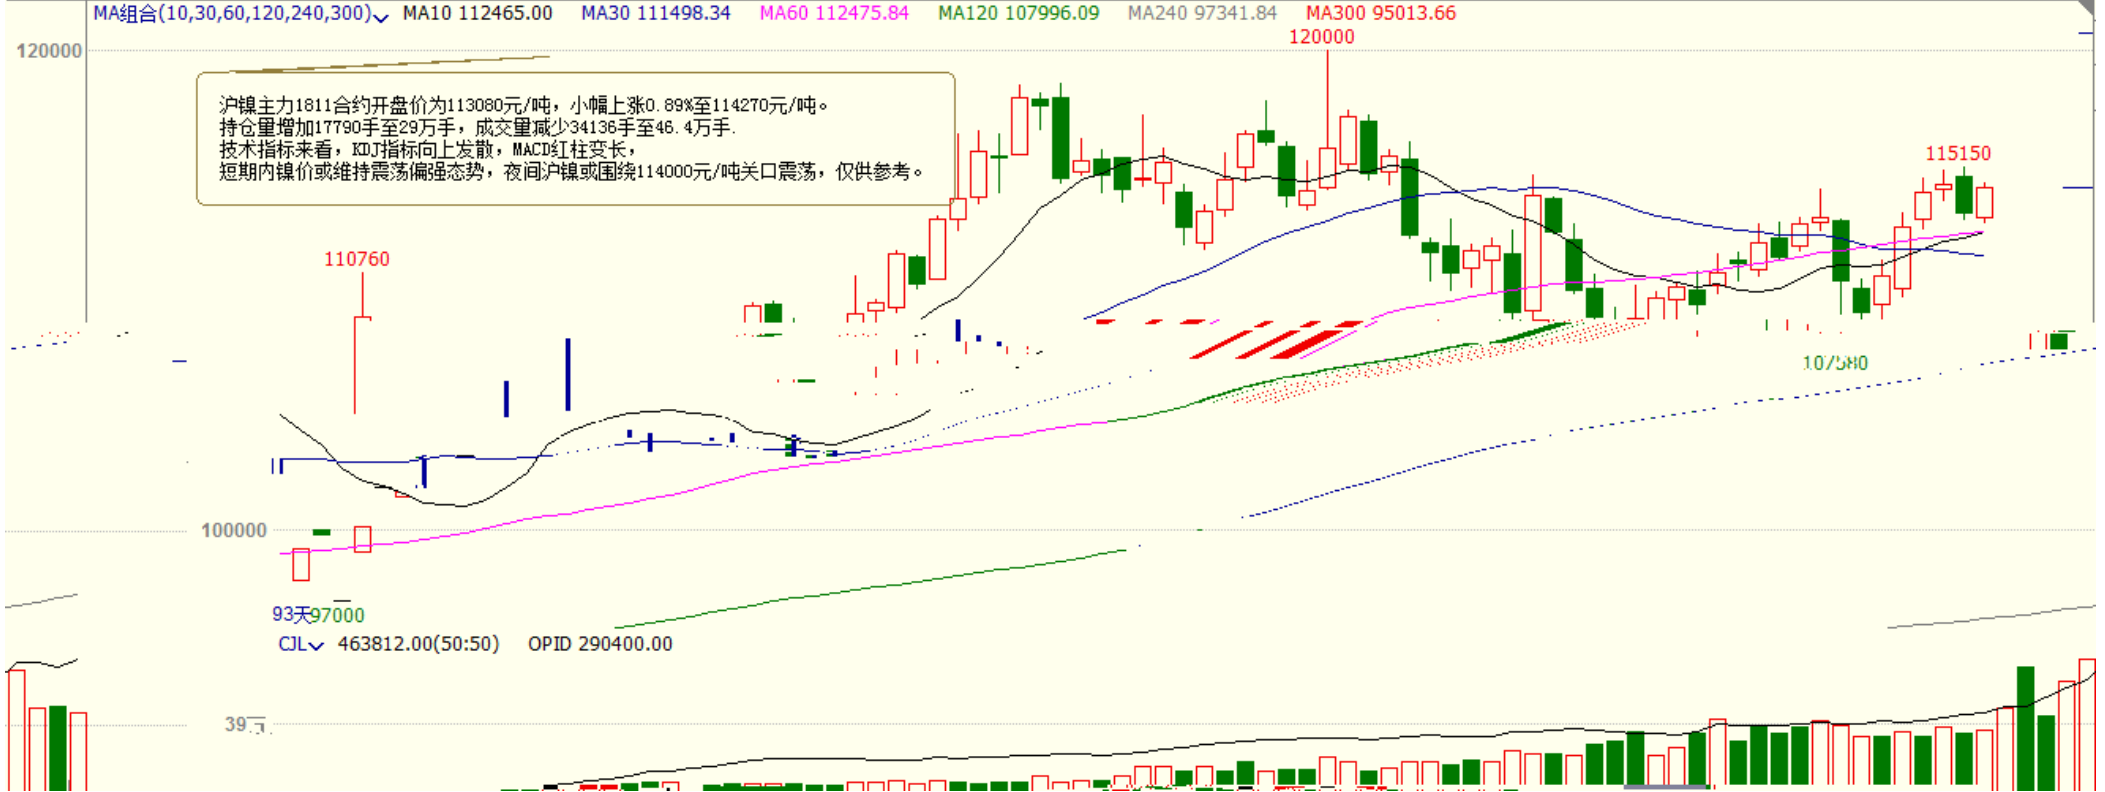 MA组合(10,30,60,120,240,300) MA10 112465.00 MA30 111498.34 MA60 112475.84 MA120 107996.09 MA240 97341.84 MA300 95013.66
120000
120000
沪镍主力1811合约开盘价为113080元/吨，小幅上涨0.89%至114270元/吨。
持仓量增加17790手至29万手，成交量减少34136手至46.4万手.
技术指标来看，KDJ指标向上发散，MACD红柱变长，
短期内镍价或维持震荡偏强态势，夜间沪镍或围绕114000元/吨关口震荡，仅供参考。
115150
110760
107580
100000
93天97000
CJL 463812.00(50:50) OPID 290400.00